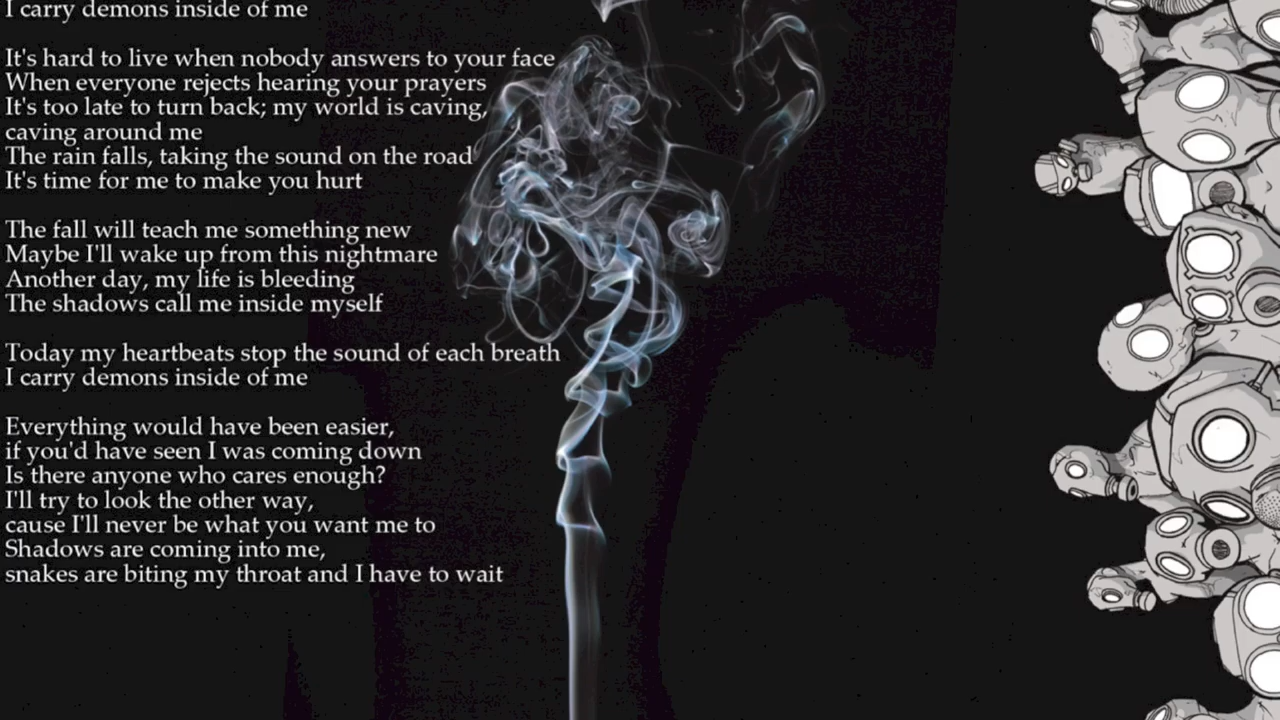 I carry demons inside of me
It's hard to live when nobody answers to your face
When everyone rejects hearing your prayers
It's too late to turn back; my world is caving,
caving around me
The rain falls, taking the sound on the road
It's time for me to make you hurt
The fall will teach me something new
Maybe I'll wake up from this nightmare
Another day, my life is bleeding
The shadows call me inside myself
Today my heartbeats stop the sound of each breath
I carry demons inside of me
Everything would have been easier,
if you'd have seen I was coming down
Is there anyone who cares enough?
I'll try to look the other way,
cause I'll never be what you want me to
Shadows are coming into me,
snakes are biting my throat and I have to wait